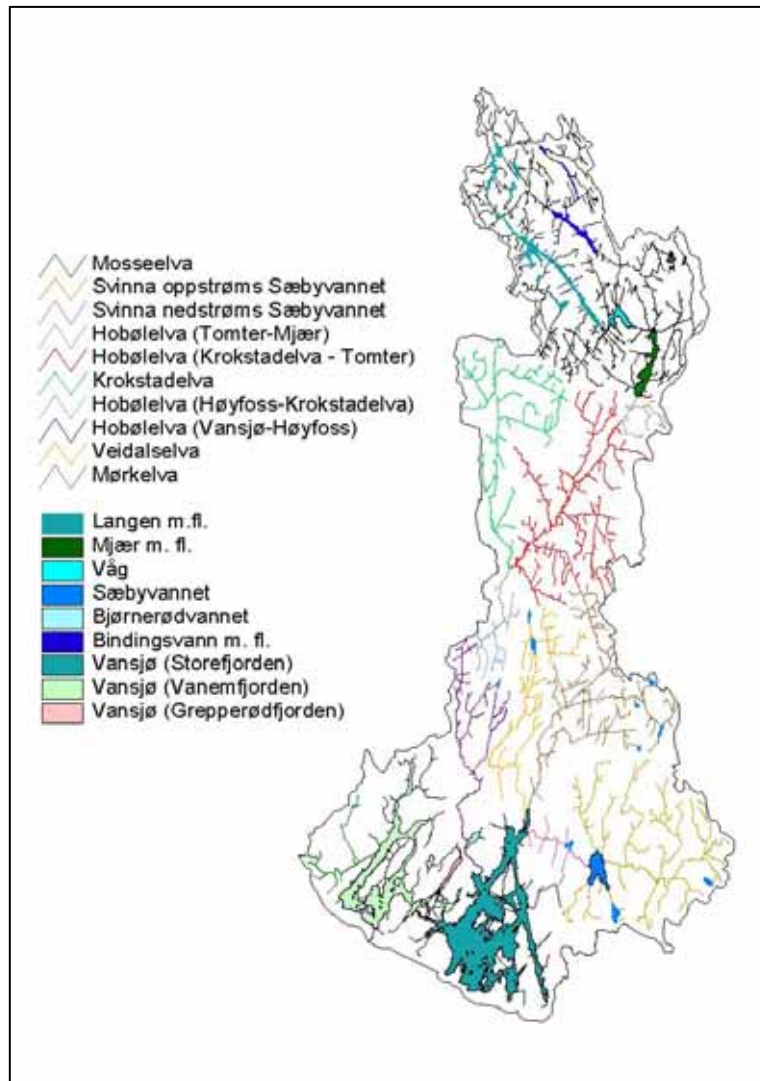 Mosseelva
Svinna oppstrøms Sæbyvannet
Svinna nedstrøms Sæbyvannet
Hobølelva (Tomter-Mjær)
Hobølelva (Krokstadelva - Tomter)
Krokstadelva
Hobølelva (Høyfoss-Krokstadelva)
Hobølelva (Vansjø-Høyfoss)
Veidalselva
Mørkelva
Langen m.fl.
Mjær m. fl.
Våg
Sæbyvannet
Bjørnerødvannet
Bindingsvann m. fl.
Vansjø (Storefjorden)
Vansjø (Vanemfjorden)
Vansjø (Grepperødfjorden)